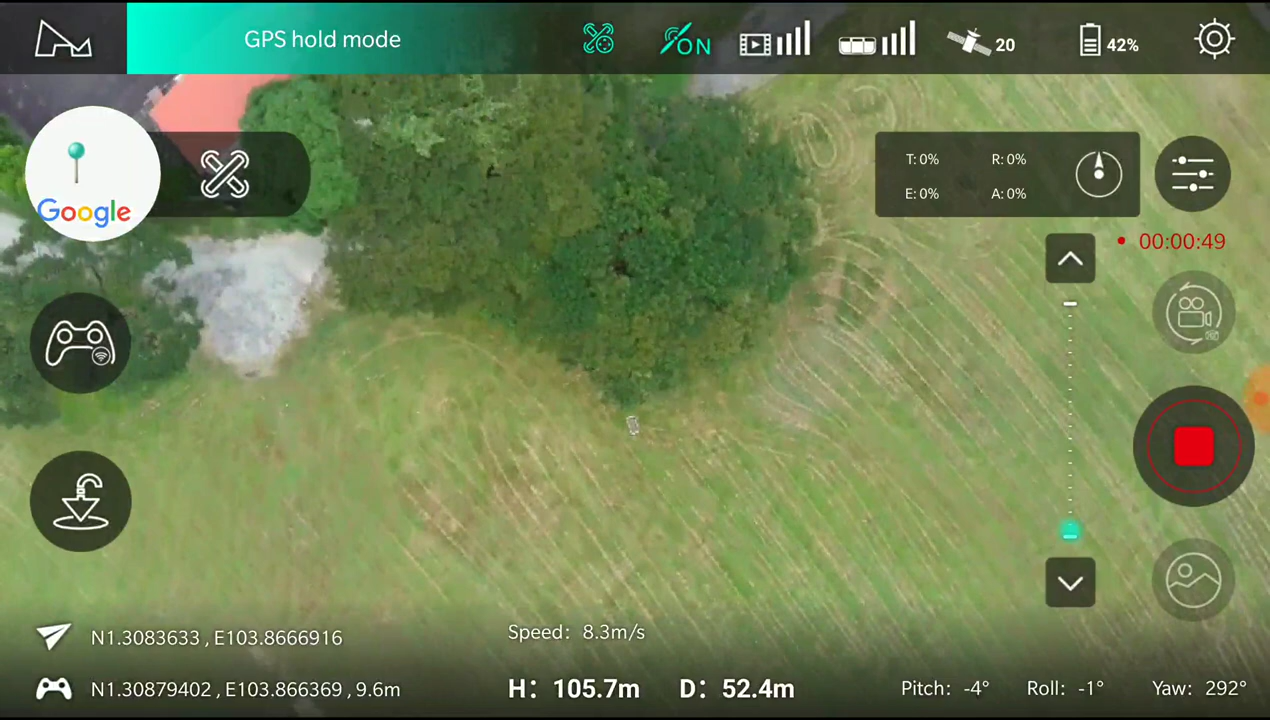 GPS hold mode
ON
20
42%
Google
T: 0%
R: 0%
E: 0%
A: 0%
00:00:49
N1.3083633 , E103.8666916
Speed: 8.3m/s
N1.30879402 , E103.866369 , 9.6m
H: 105.7m
D: 52.4m
Pitch: -4°
Roll: -1°
Yaw: 292°